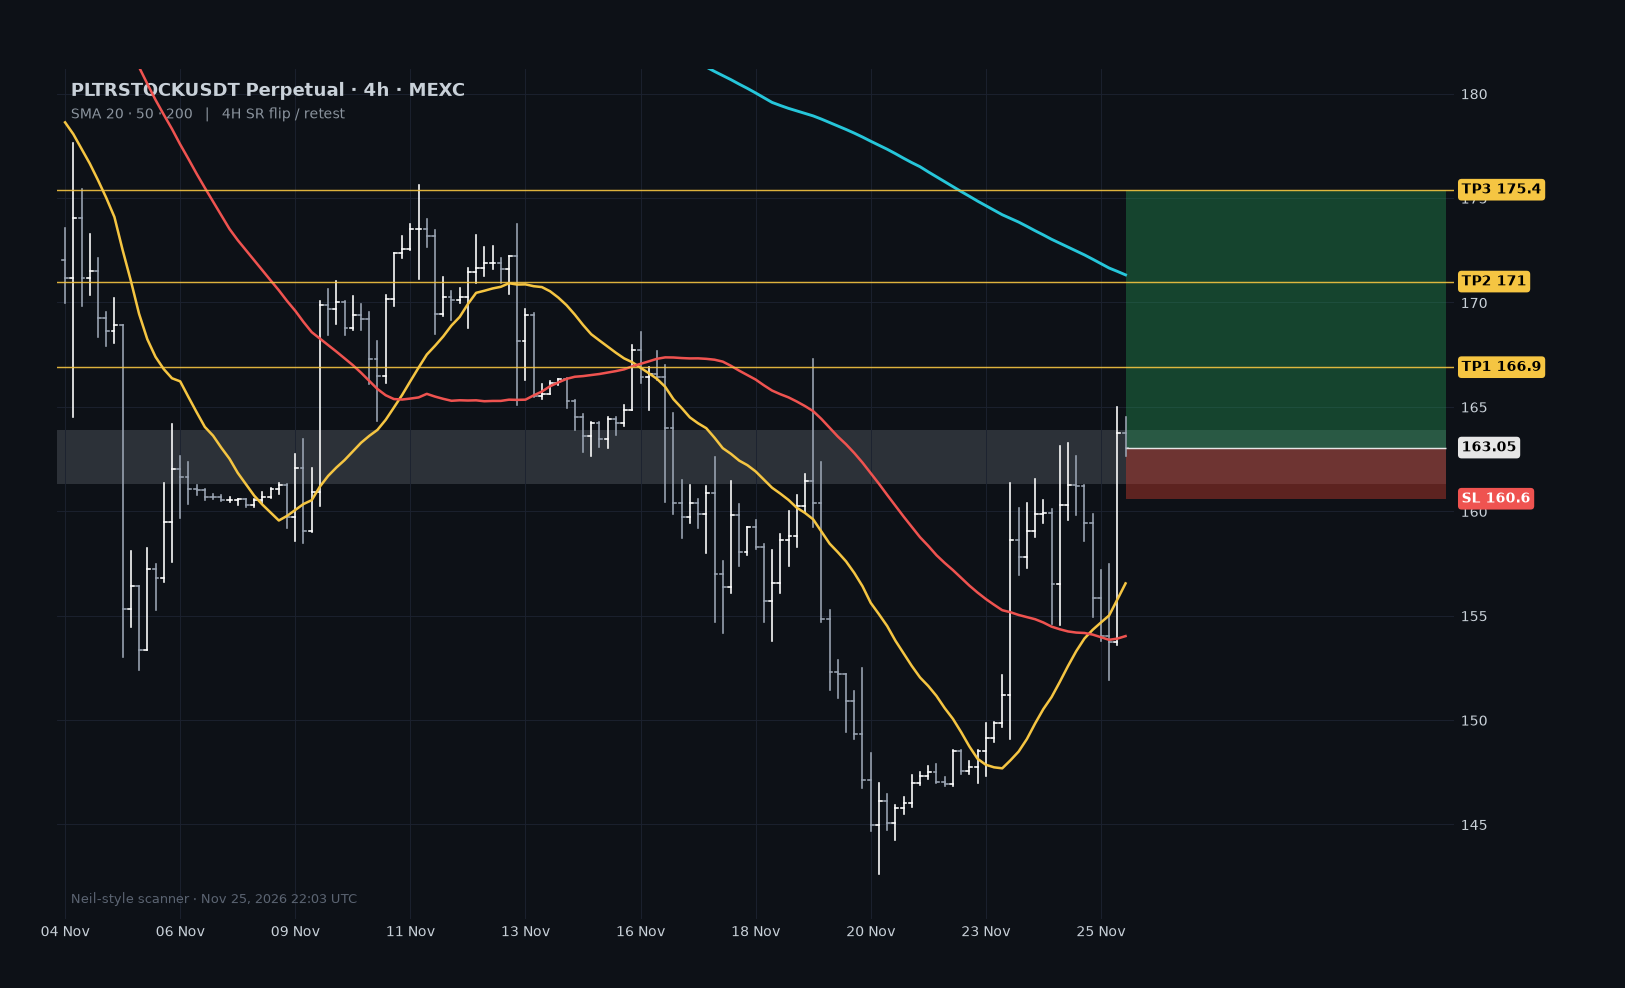 PLTRSTOCKUSDT Perpetual · 4h · MEXC
SMA 20 · 50 · 200 | 4H SR flip / retest
180
TP3 175.4
175
TP2 171
170
TP1 166.9
165
163.05
SL 160.6
160
155
150
145
Neil-style scanner · Nov 25, 2026 22:03 UTC
04 Nov 06 Nov 09 Nov 11 Nov 13 Nov 16 Nov 18 Nov 20 Nov 23 Nov 25 Nov